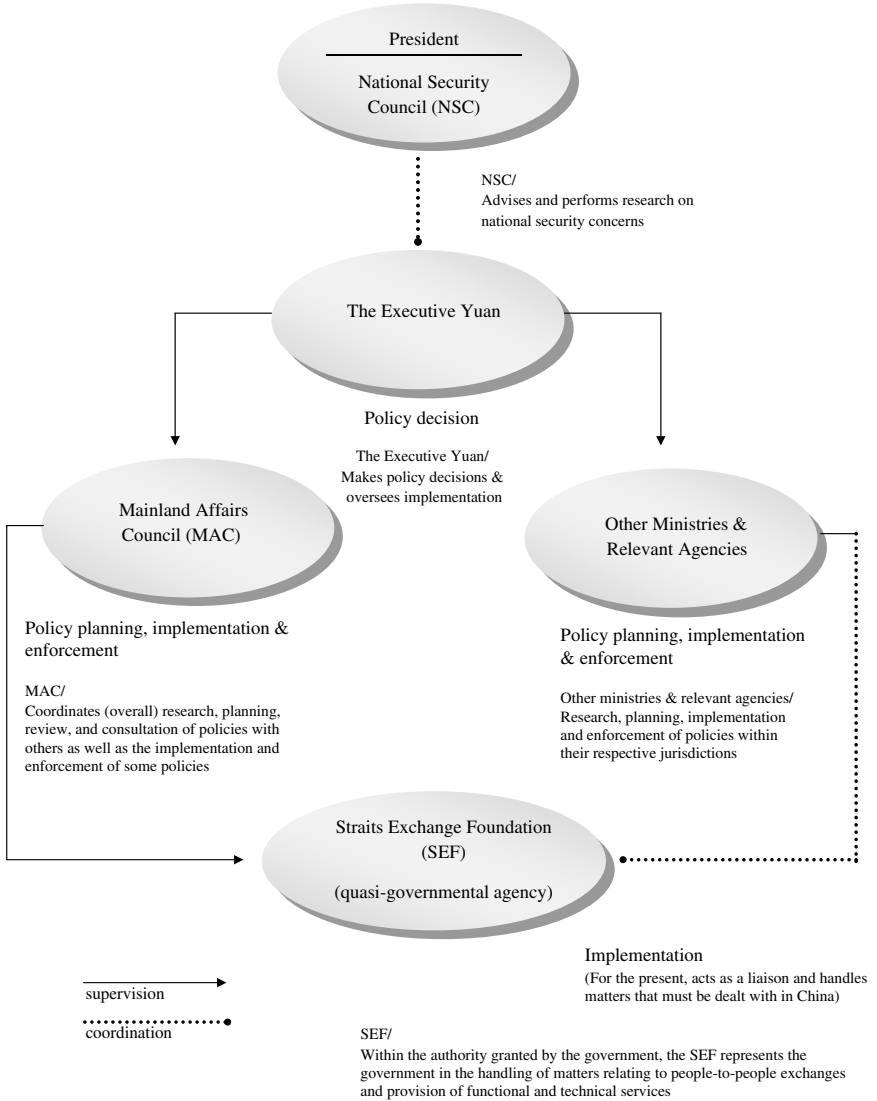 President
National Security
Council (NSC)
NSC/
Advises and performs research on
national security concerns
The Executive Yuan
Policy decision
The Executive Yuan/
Makes policy decisions &
oversees implementation
Mainland Affairs
Council (MAC)
Other Ministries &
Relevant Agencies
Policy planning, implementation &
enforcement
MAC/
Coordinates (overall) research, planning,
review, and consultation of policies with
others as well as the implementation and
enforcement of some policies
Policy planning, implementation
& enforcement
Other ministries & relevant agencies/
Research, planning, implementation
and enforcement of policies within
their respective jurisdictions
Straits Exchange Foundation
(SEF)
(quasi-governmental agency)
Implementation
(For the present, acts as a liaison and handles
matters that must be dealt with in China)
supervision
coordination
SEF/
Within the authority granted by the government, the SEF represents the
government in the handling of matters relating to people-to-people exchanges
and provision of functional and technical services